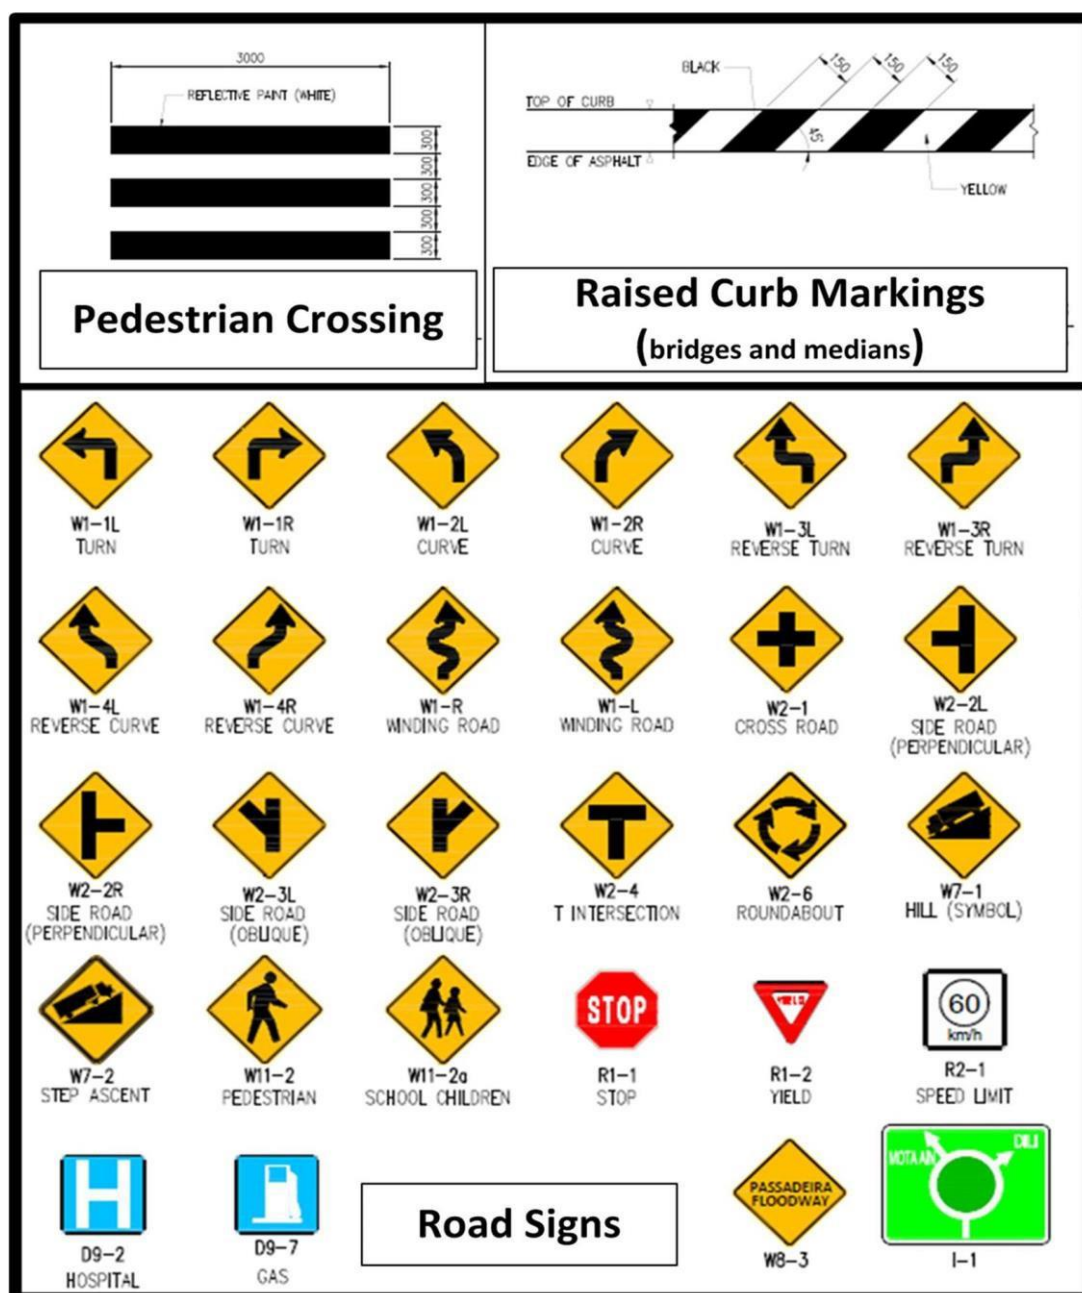 3000
REFLECTIVE PAINT (WHITE)
300
300
300
300
300
Pedestrian Crossing
BLACK
150
150
150
TOP OF CURB
45°
EDGE OF ASPHALT
YELLOW
Raised Curb Markings
(bridges and medians)
W1-1L
TURN
W1-1R
TURN
W1-2L
CURVE
W1-2R
CURVE
W1-3L
REVERSE TURN
W1-3R
REVERSE TURN
W1-4L
REVERSE CURVE
W1-4R
REVERSE CURVE
W1-R
WINDING ROAD
W1-L
WINDING ROAD
W2-1
CROSS ROAD
W2-2L
SIDE ROAD
(PERPENDICULAR)
W2-2R
SIDE ROAD
(PERPENDICULAR)
W2-3L
SIDE ROAD
(OBLIQUE)
W2-3R
SIDE ROAD
(OBLIQUE)
W2-4
T INTERSECTION
W2-6
ROUNDABOUT
W7-1
HILL (SYMBOL)
W7-2
STEP ASCENT
W11-2
PEDESTRIAN
W11-2a
SCHOOL CHILDREN
STOP
R1-1
STOP
YIELD
R1-2
YIELD
60
km/h
R2-1
SPEED LIMIT
H
D9-2
HOSPITAL
D9-7
GAS
Road Signs
PASSADEIRA
FLOODWAY
W8-3
MOTA AIN
DILI
I-1